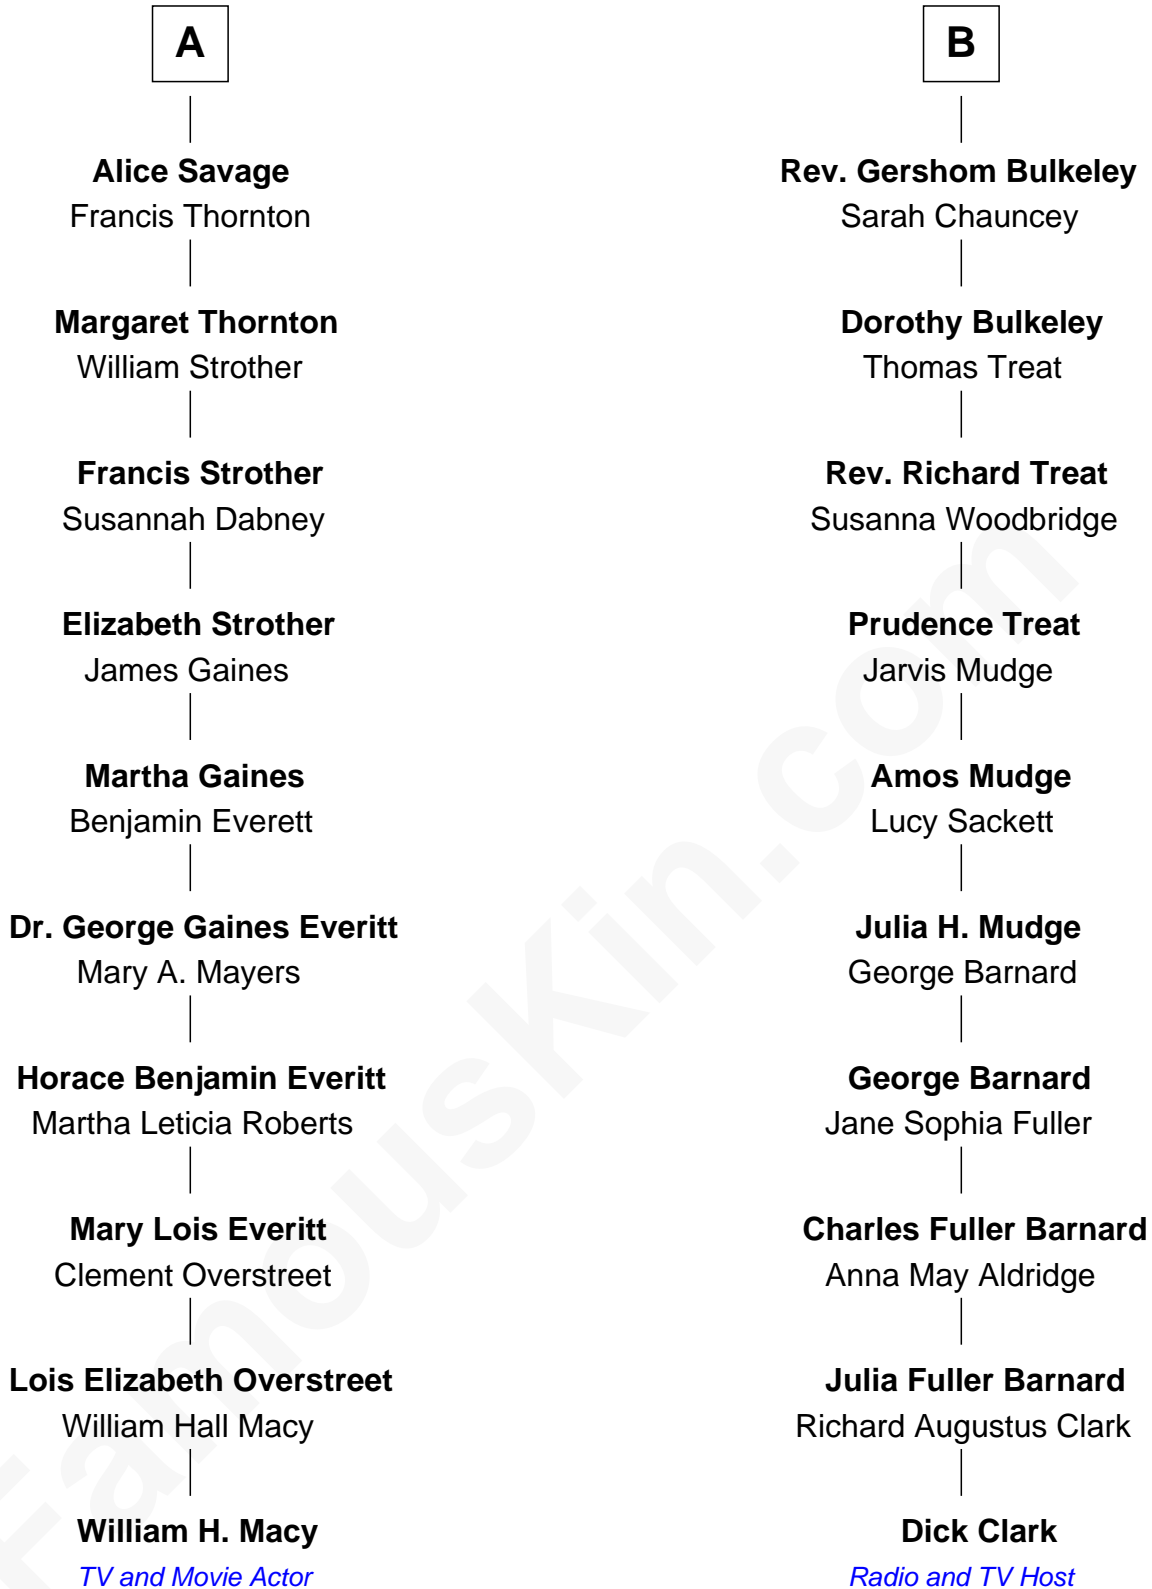 A
Alice Savage
Francis Thornton
Margaret Thornton
William Strother
Francis Strother
Susannah Dabney
Elizabeth Strother
James Gaines
Martha Gaines
Benjamin Everett
Dr. George Gaines Everitt
Mary A. Mayers
Horace Benjamin Everitt
Martha Leticia Roberts
Mary Lois Everitt
Clement Overstreet
Lois Elizabeth Overstreet
William Hall Macy
William H. Macy
TV and Movie Actor
B
Rev. Gershom Bulkeley
Sarah Chauncey
Dorothy Bulkeley
Thomas Treat
Rev. Richard Treat
Susanna Woodbridge
Prudence Treat
Jarvis Mudge
Amos Mudge
Lucy Sackett
Julia H. Mudge
George Barnard
George Barnard
Jane Sophia Fuller
Charles Fuller Barnard
Anna May Aldridge
Julia Fuller Barnard
Richard Augustus Clark
Dick Clark
Radio and TV Host
FamousKin.com